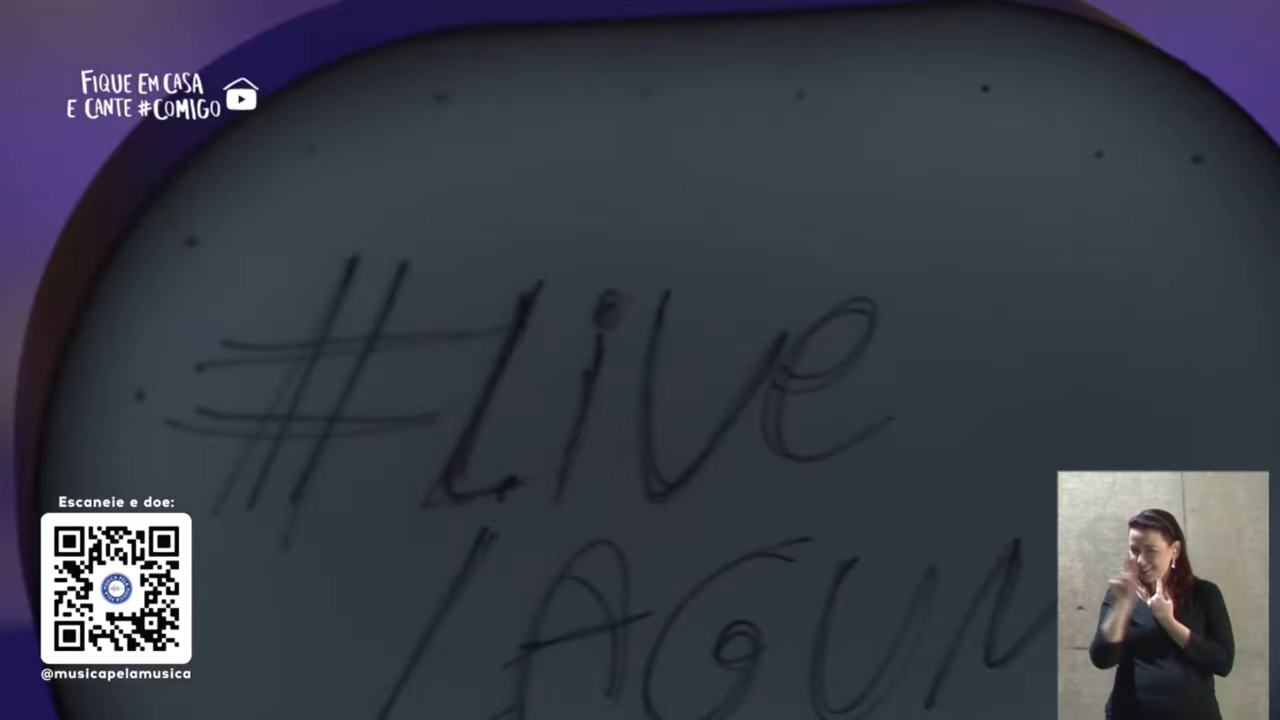 FIQUE EM CASA
E CANTE #COMIGO
#Live
LAGUN
Escaneie e doe:
@musicapelamusica